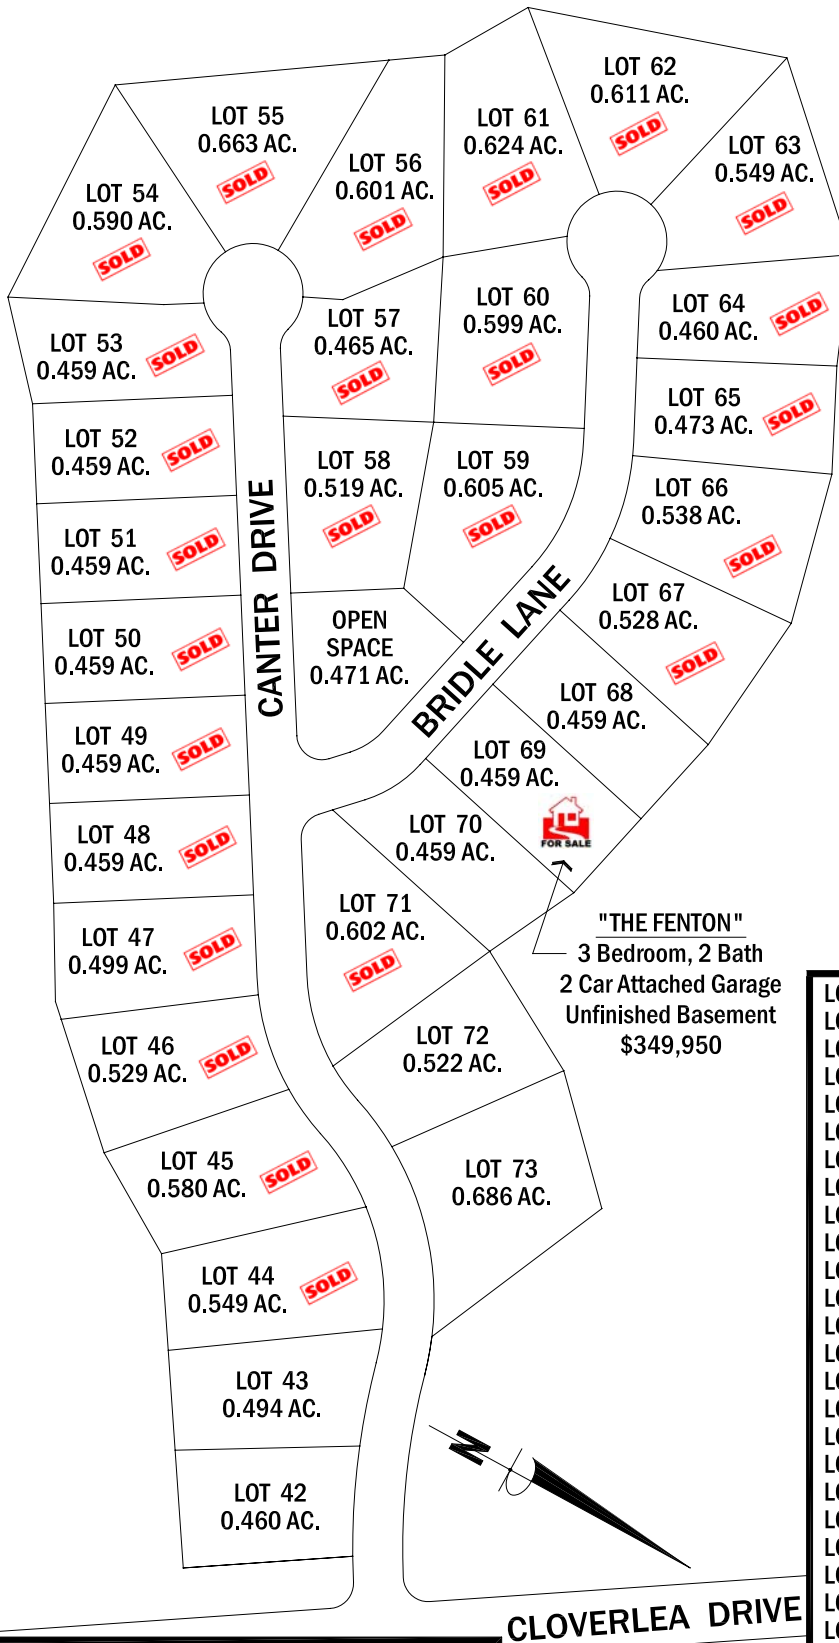 LOT 62
0.611 AC.
SOLD
LOT 55
0.663 AC.
SOLD
LOT 61
0.624 AC.
SOLD
LOT 63
0.549 AC.
SOLD
LOT 56
0.601 AC.
SOLD
LOT 54
0.590 AC.
SOLD
LOT 60
0.599 AC.
SOLD
LOT 64
0.460 AC.
SOLD
LOT 57
0.465 AC.
SOLD
LOT 53
0.459 AC.
SOLD
LOT 65
0.473 AC.
SOLD
LOT 52
0.459 AC.
SOLD
LOT 58
0.519 AC.
SOLD
LOT 59
0.605 AC.
SOLD
LOT 66
0.538 AC.
SOLD
CANTER DRIVE
LOT 51
0.459 AC.
SOLD
BRIDLE LANE
LOT 67
0.528 AC.
SOLD
OPEN
SPACE
0.471 AC.
LOT 50
0.459 AC.
SOLD
LOT 68
0.459 AC.
LOT 49
0.459 AC.
SOLD
LOT 69
0.459 AC.
FOR SALE
LOT 70
0.459 AC.
LOT 48
0.459 AC.
SOLD
LOT 71
0.602 AC.
SOLD
"THE FENTON"
3 Bedroom, 2 Bath
2 Car Attached Garage
Unfinished Basement
$349,950
LOT 47
0.499 AC.
SOLD
LOT 72
0.522 AC.
LOT 46
0.529 AC.
SOLD
LOT 45
0.580 AC.
SOLD
LOT 73
0.686 AC.
LOT 44
0.549 AC.
SOLD
LOT 43
0.494 AC.
N
LOT 42
0.460 AC.
CLOVERLEA DRIVE